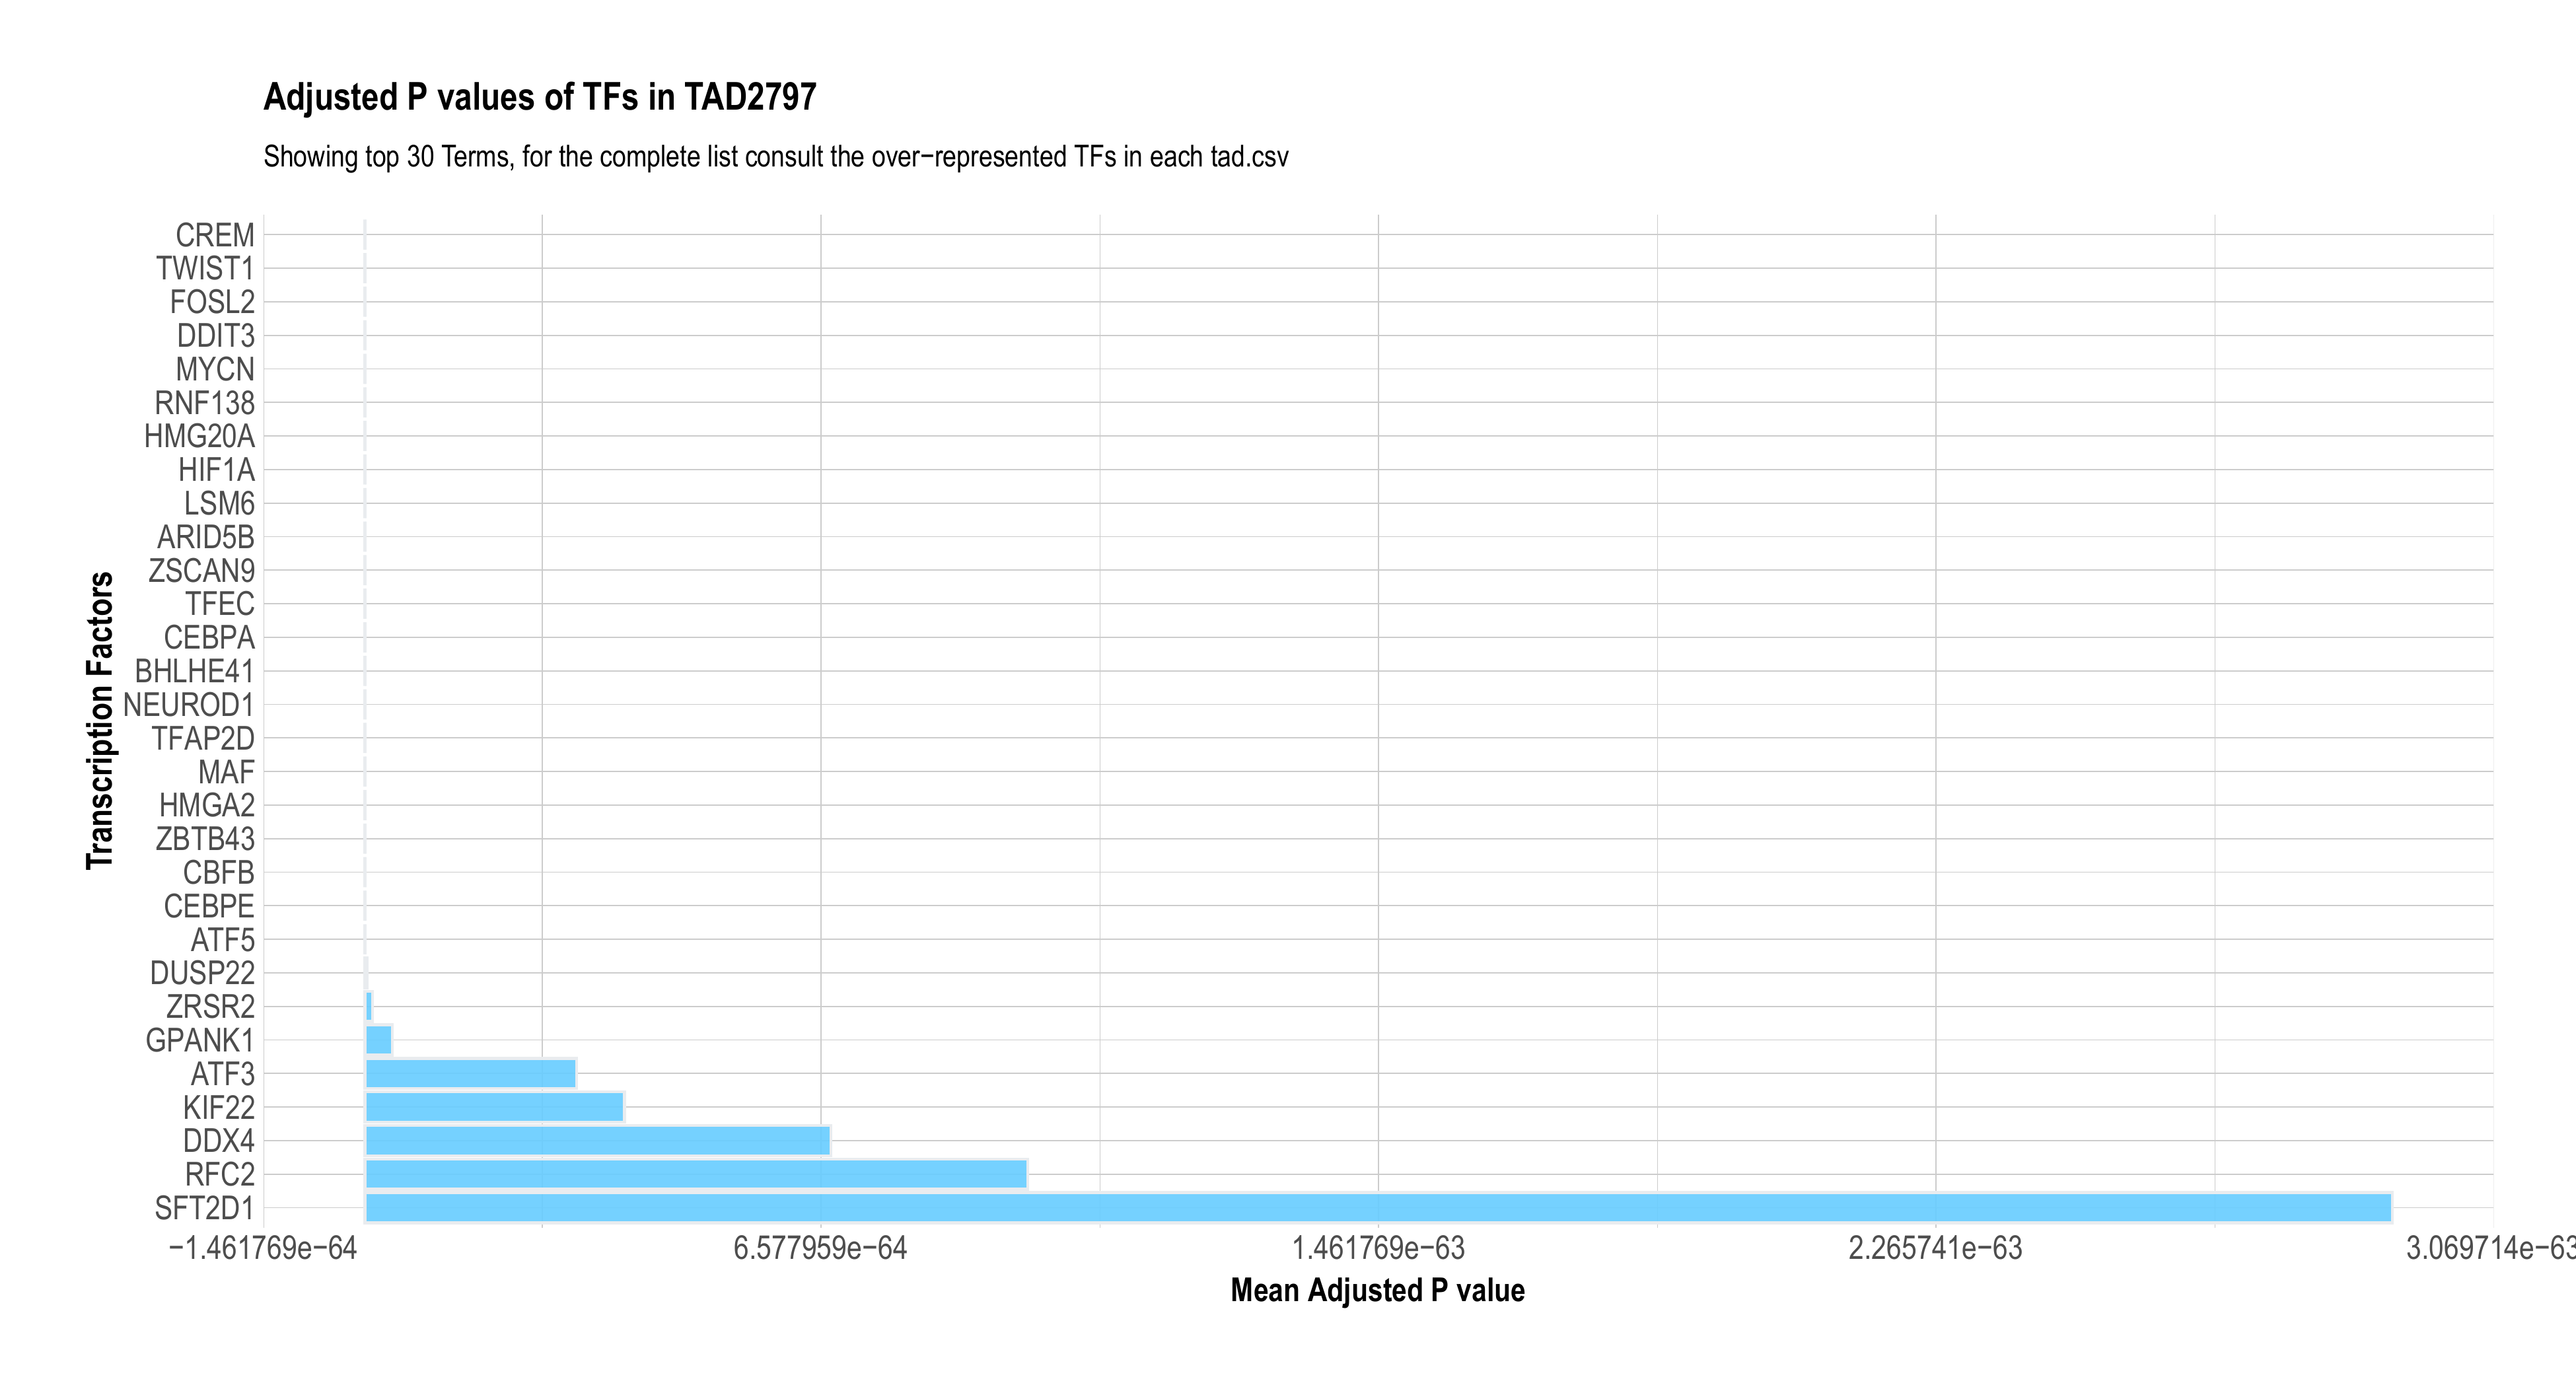 Adjusted P values of TFs in TAD2797
Showing top 30 Terms, for the complete list consult the over−represented TFs in each tad.csv
Transcription Factors
CREM
TWIST1
FOSL2
DDIT3
MYCN
RNF138
HMG20A
HIF1A
LSM6
ARID5B
ZSCAN9
TFEC
CEBPA
BHLHE41
NEUROD1
TFAP2D
MAF
HMGA2
ZBTB43
CBFB
CEBPE
ATF5
DUSP22
ZRSR2
GPANK1
ATF3
KIF22
DDX4
RFC2
SFT2D1
−1.461769e−64 6.577959e−64 1.461769e−63 2.265741e−63 3.069714e−63
Mean Adjusted P value